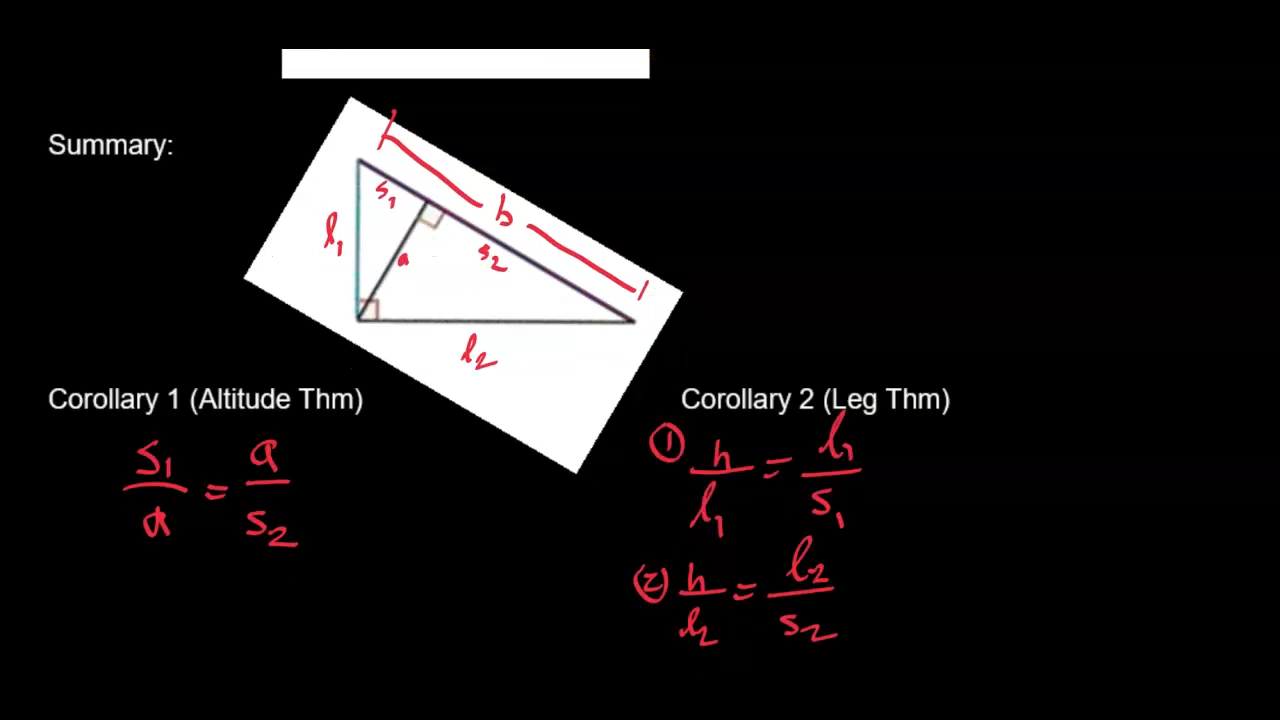 Summary:
s₁
b
l₁
a
s₂
l₂
Corollary 1 (Altitude Thm)
s₁/a = a/s₂
Corollary 2 (Leg Thm)
① h/l₁ = l₁/s₁
② h/l₂ = l₂/s₂